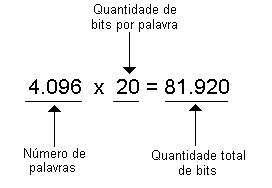 Quantidade de
bits por palavra
4.096 x 20 = 81.920
Número de
palavras
Quantidade total
de bits